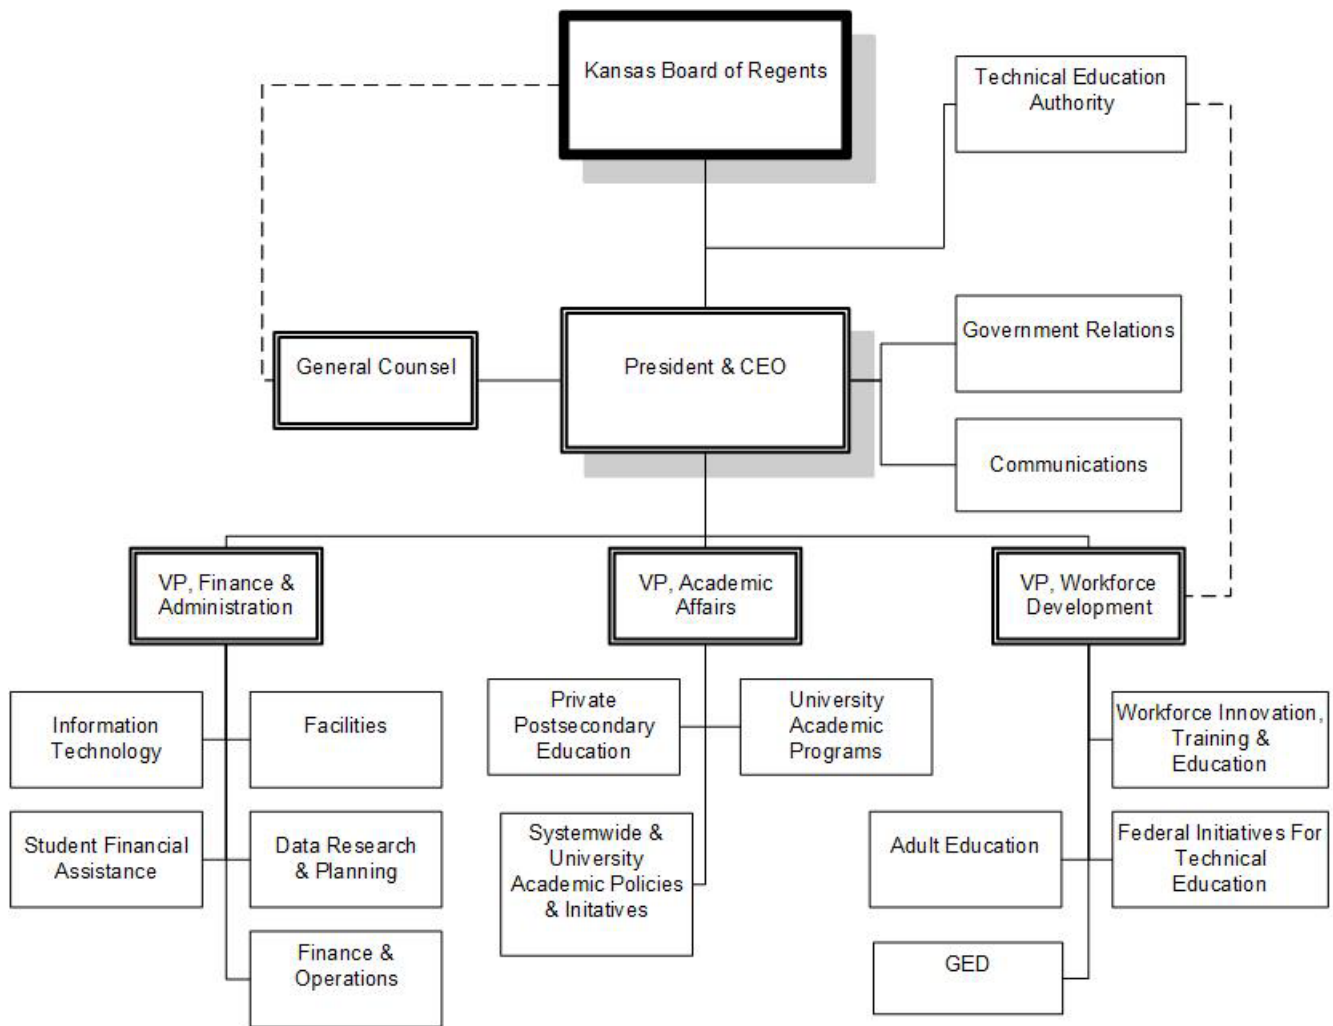 Kansas Board of Regents
Technical Education
Authority
General Counsel
President & CEO
Government Relations
Communications
VP, Finance &
Administration
VP, Academic
Affairs
VP, Workforce
Development
Information
Technology
Facilities
Student Financial
Assistance
Data Research
& Planning
Finance &
Operations
Private
Postsecondary
Education
University
Academic
Programs
Systemwide &
University
Academic Policies
& Initatives
Workforce Innovation,
Training &
Education
Adult Education
Federal Initiatives For
Technical
Education
GED